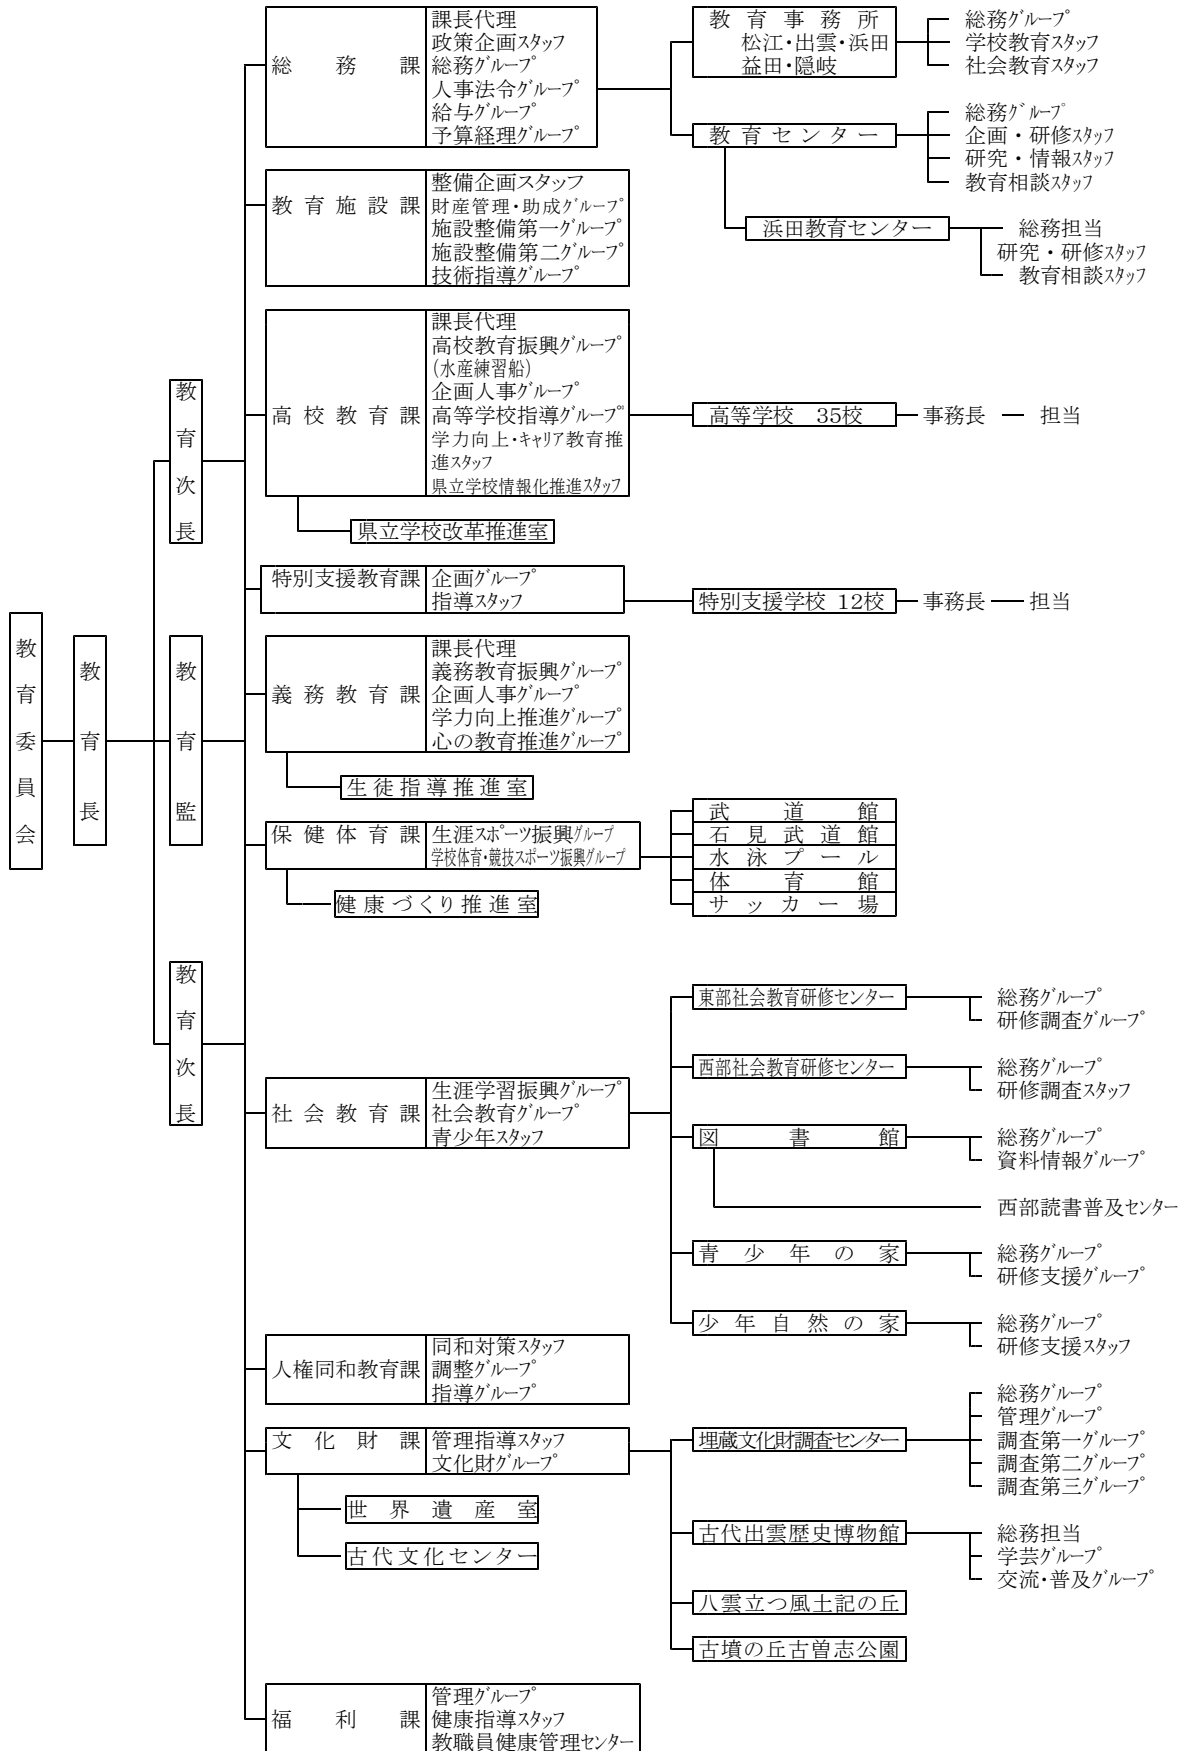 教育委員会
教育長
教育次長
教育監
教育次長
総務課
課長代理
政策企画スタッフ
総務グループ
人事法令グループ
給与グループ
予算経理グループ
教育事務所
松江・出雲・浜田
益田・隠岐
総務グループ
学校教育スタッフ
社会教育スタッフ
教育センター
総務グループ
企画・研修スタッフ
研究・情報スタッフ
教育相談スタッフ
浜田教育センター
総務担当
研究・研修スタッフ
教育相談スタッフ
教育施設課
整備企画スタッフ
財産管理・助成グループ
施設整備第一グループ
施設整備第二グループ
技術指導グループ
高校教育課
課長代理
高校教育振興グループ
(水産練習船)
企画人事グループ
高等学校指導グループ
学力向上・キャリア教育推
進スタッフ
県立学校情報化推進スタッフ
高等学校 35校
事務長
担当
県立学校改革推進室
特別支援教育課
企画グループ
指導スタッフ
特別支援学校 12校
事務長
担当
義務教育課
課長代理
義務教育振興グループ
企画人事グループ
学力向上推進グループ
心の教育推進グループ
生徒指導推進室
保健体育課
生涯スポーツ振興グループ
学校体育・競技スポーツ振興グループ
健康づくり推進室
武道館
石見武道館
水泳プール
体育館
サッカー場
社会教育課
生涯学習振興グループ
社会教育グループ
青少年スタッフ
東部社会教育研修センター
総務グループ
研修調査グループ
西部社会教育研修センター
総務グループ
研修調査スタッフ
図書館
総務グループ
資料情報グループ
西部読書普及センター
青少年の家
総務グループ
研修支援グループ
少年自然の家
総務グループ
研修支援スタッフ
人権同和教育課
同和対策スタッフ
調整グループ
指導グループ
文化財課
管理指導スタッフ
文化財グループ
世界遺産室
古代文化センター
埋蔵文化財調査センター
総務グループ
管理グループ
調査第一グループ
調査第二グループ
調査第三グループ
古代出雲歴史博物館
総務担当
学芸グループ
交流・普及グループ
八雲立つ風土記の丘
古墳の丘古曽志公園
福利課
管理グループ
健康指導スタッフ
教職員健康管理センター